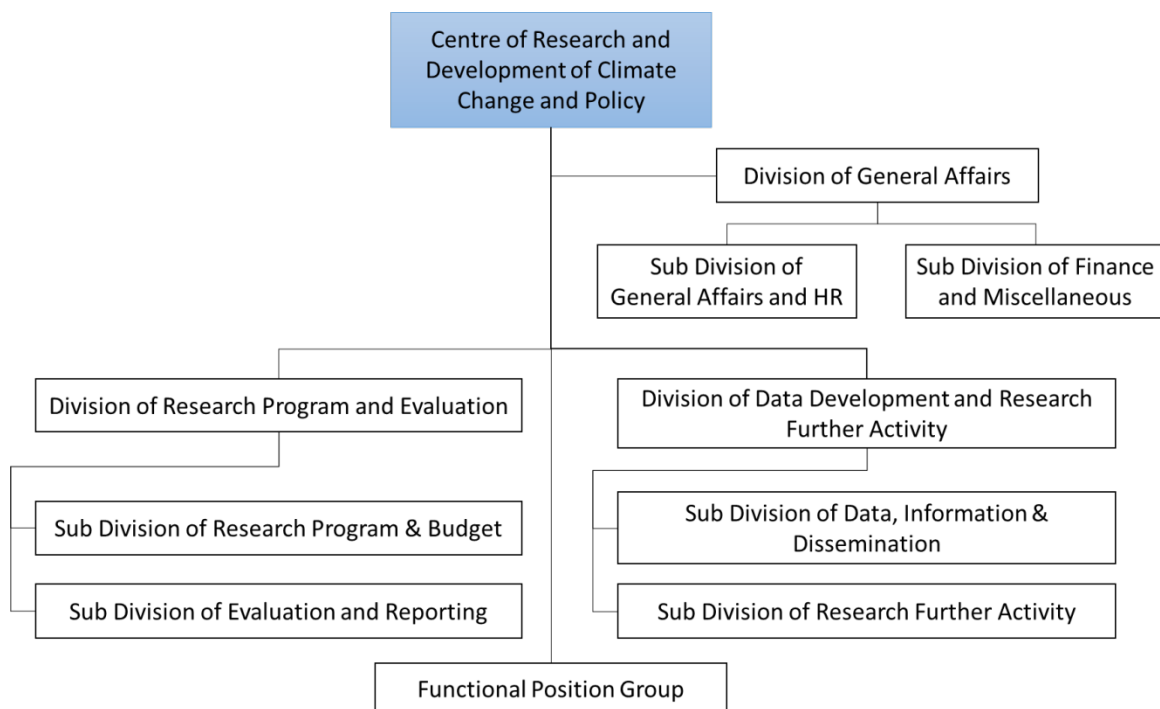 Centre of Research and
Development of Climate
Change and Policy
Division of General Affairs
Sub Division of
General Affairs and HR
Sub Division of Finance
and Miscellaneous
Division of Research Program and Evaluation
Division of Data Development and Research
Further Activity
Sub Division of Research Program & Budget
Sub Division of Data, Information &
Dissemination
Sub Division of Evaluation and Reporting
Sub Division of Research Further Activity
Functional Position Group